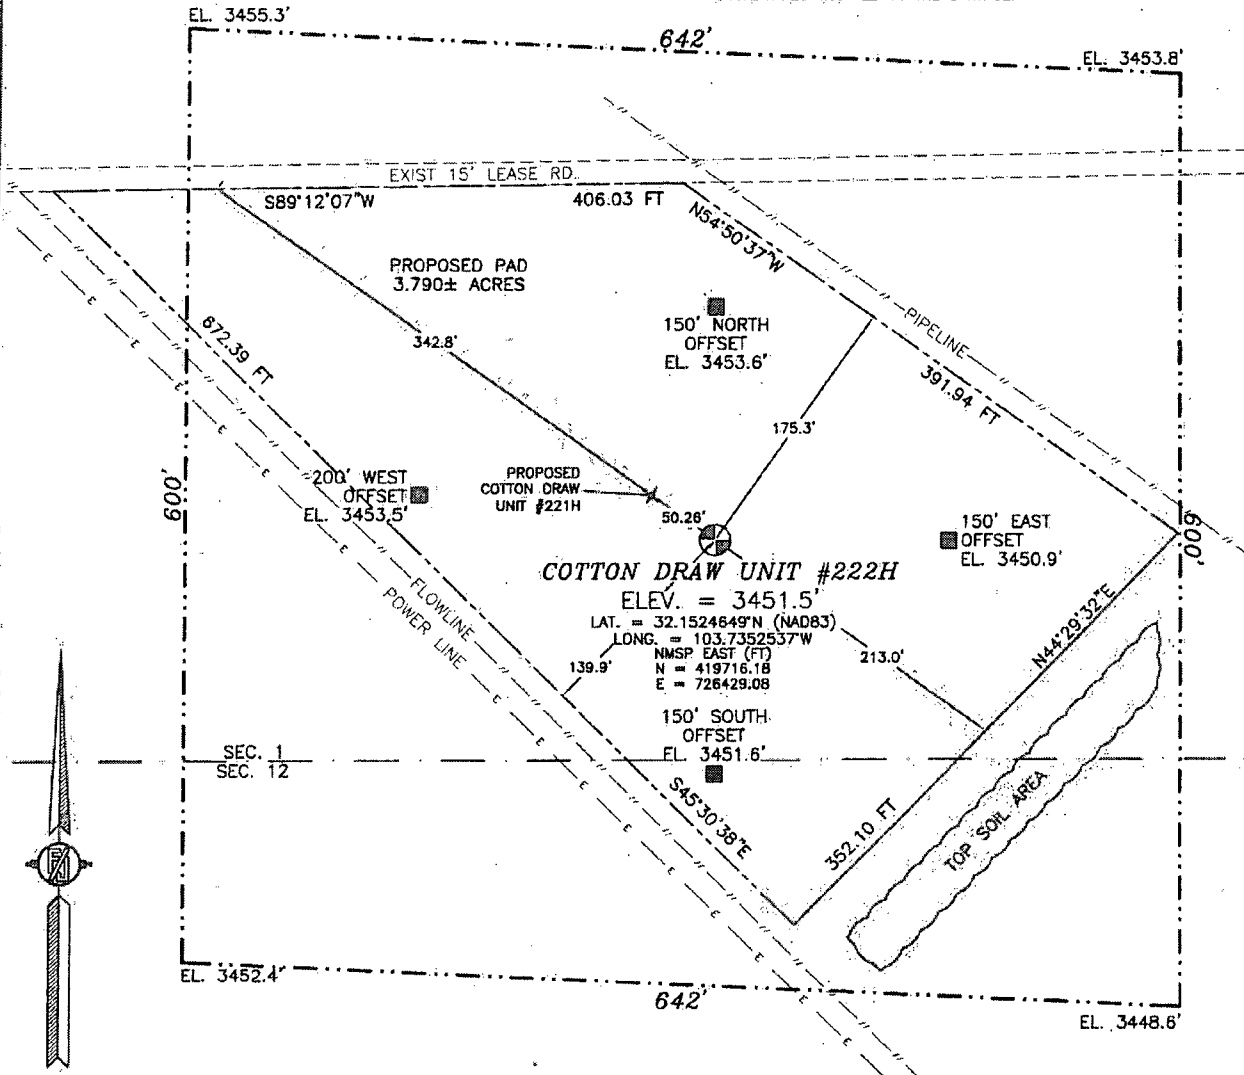 EL. 3455.3'
642'
EL. 3453.8'
EXIST 15' LEASE RD.
S89°12'07"W
406.03 FT
N54°50'37"W
PROPOSED PAD
3.790± ACRES
150' NORTH
OFFSET
EL. 3453.6'
PIPELINE
672.39 FT
342.8'
391.94 FT
175.3'
200' WEST
OFFSET
EL. 3453.5'
PROPOSED
COTTON DRAW
UNIT #221H
50.26'
600'
150' EAST
OFFSET
EL. 3450.9'
600'
COTTON DRAW UNIT #222H
ELEV. = 3451.5'
LAT. = 32.1524649°N (NAD83)
LONG. = 103.7352537°W
NMSP EAST (FT)
N = 419716.18
E = 726429.08
FLOWLINE
POWER LINE
139.9'
213.0'
N44°29'32"E
150' SOUTH
OFFSET
EL. 3451.6'
SEC. 1
SEC. 12
S45°30'38"E
352.10 FT
TOP SOIL AREA
EL. 3452.4'
642'
EL. 3448.6'